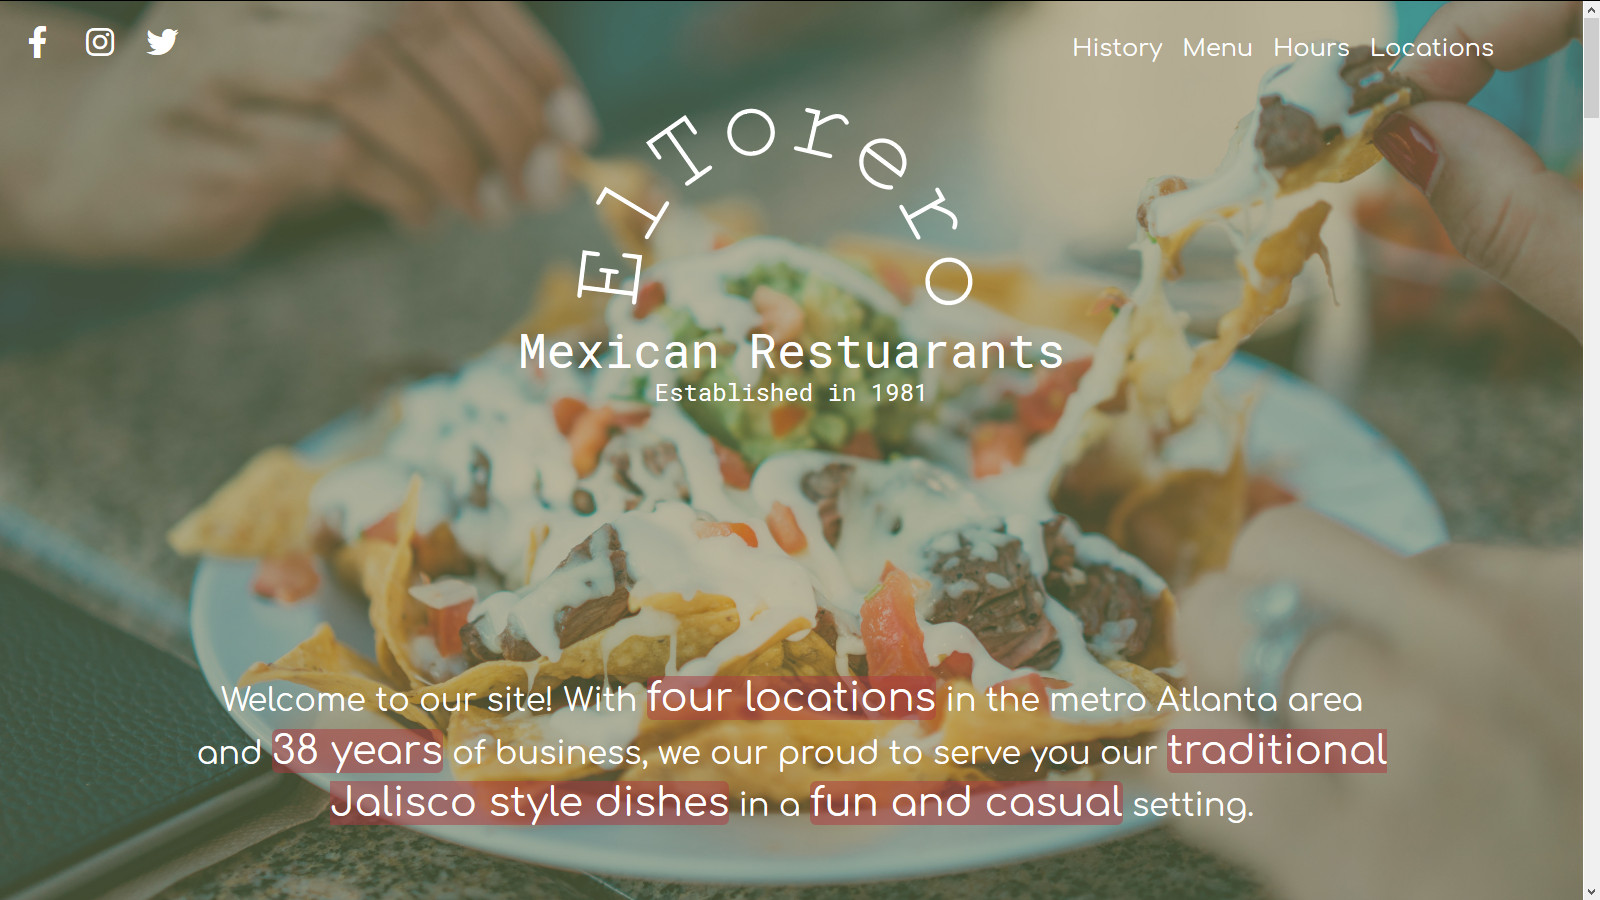 History Menu Hours Locations
El Torero
Mexican Restuarants
Established in 1981
Welcome to our site! With four locations in the metro Atlanta area
and 38 years of business, we our proud to serve you our traditional
Jalisco style dishes in a fun and casual setting.